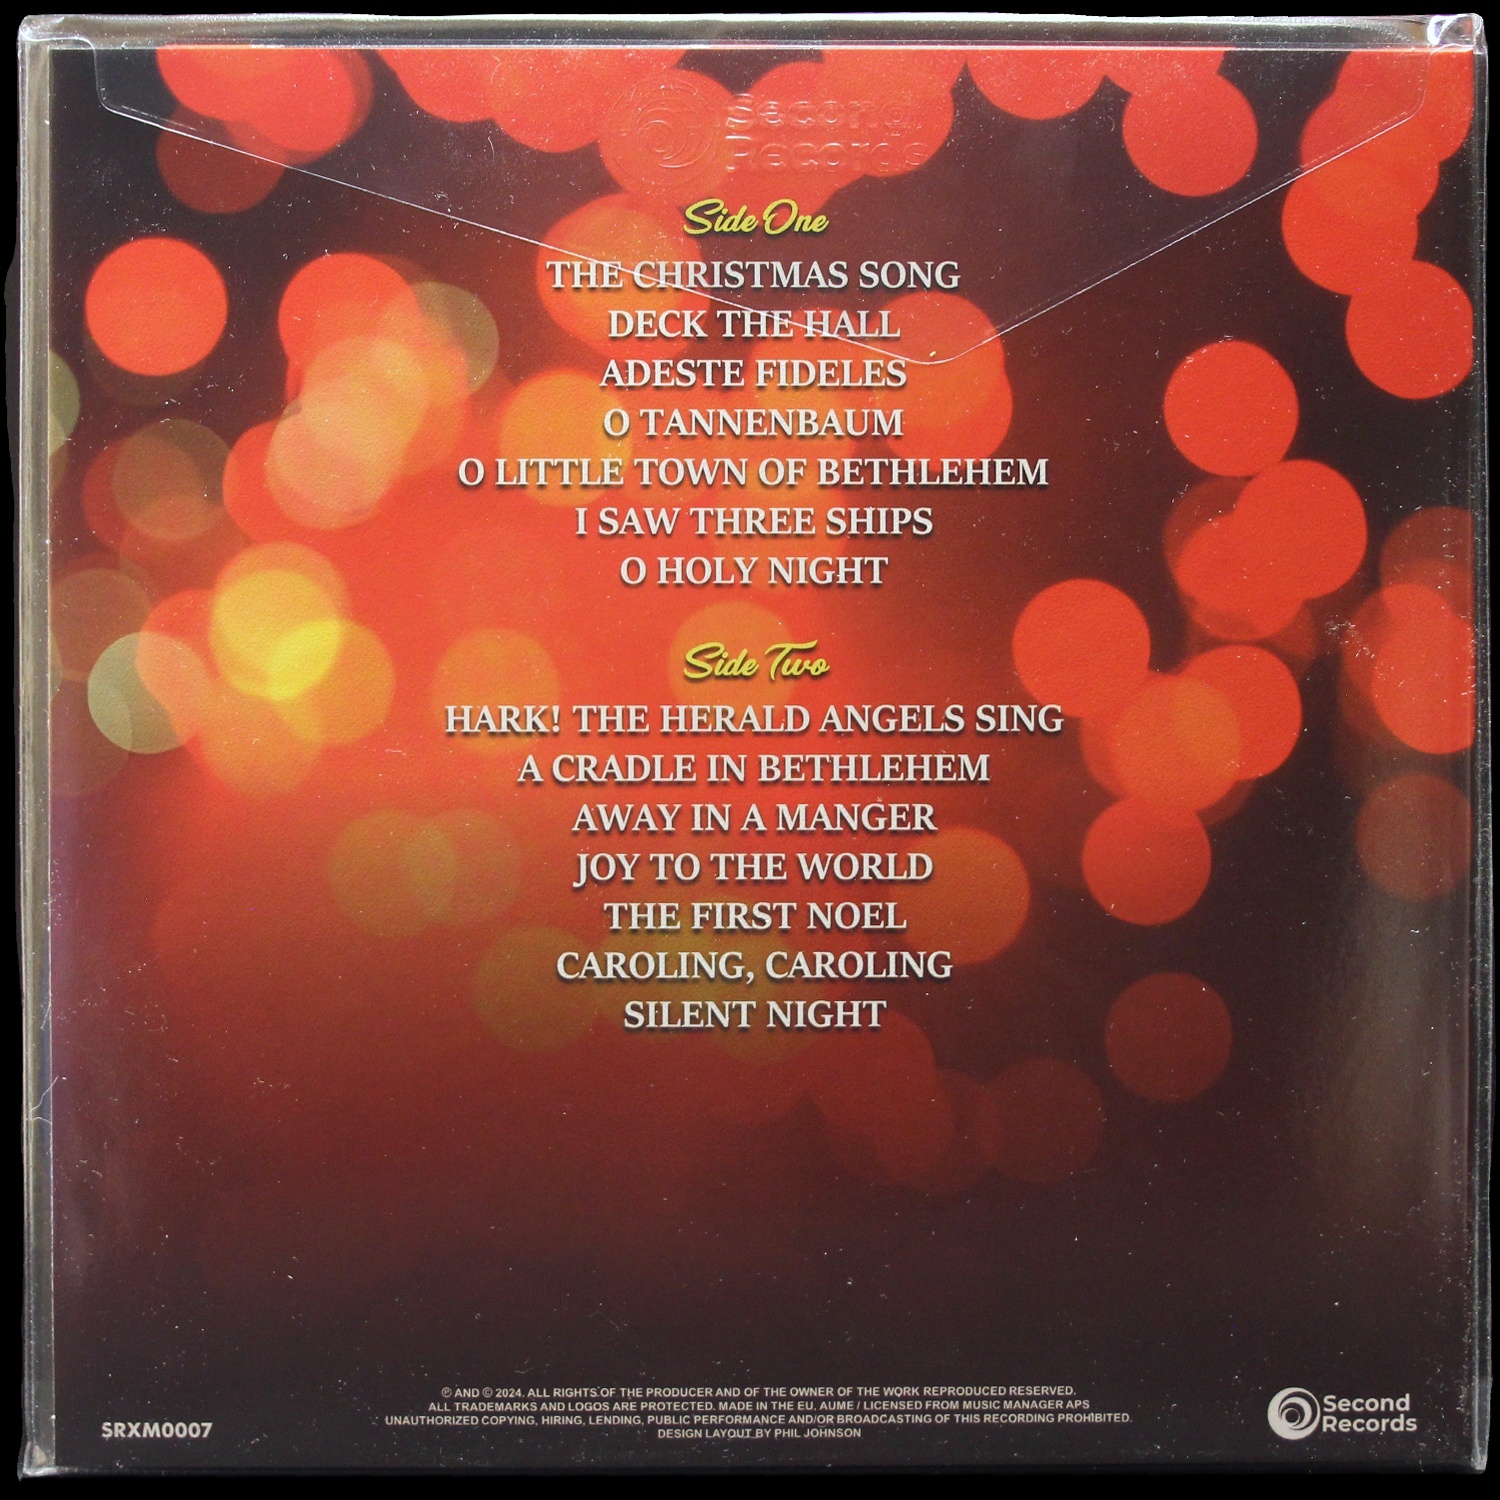 Second
Records
Side One
THE CHRISTMAS SONG
DECK THE HALL
ADESTE FIDELES
O TANNENBAUM
O LITTLE TOWN OF BETHLEHEM
I SAW THREE SHIPS
O HOLY NIGHT
Side Two
HARK! THE HERALD ANGELS SING
A CRADLE IN BETHLEHEM
AWAY IN A MANGER
JOY TO THE WORLD
THE FIRST NOEL
CAROLING, CAROLING
SILENT NIGHT
℗ AND © 2024. ALL RIGHTS OF THE PRODUCER AND OF THE OWNER OF THE WORK REPRODUCED RESERVED.
ALL TRADEMARKS AND LOGOS ARE PROTECTED. MADE IN THE EU. AUME / LICENSED FROM MUSIC MANAGER APS
UNAUTHORIZED COPYING, HIRING, LENDING, PUBLIC PERFORMANCE AND/OR BROADCASTING OF THIS RECORDING PROHIBITED.
DESIGN LAYOUT BY PHIL JOHNSON
SRXM0007
Second
Records